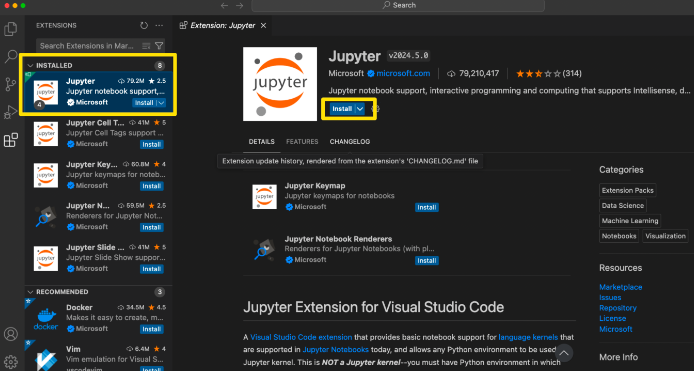 Search
EXTENSIONS
Search Extensions in Mar...
INSTALLED
8
Jupyter
79.2M
2.5
Jupyter notebook support,...
Microsoft
Install
4
Jupyter Cell T...
41M
5
Jupyter Cell Tags support ...
Microsoft
Install
Jupyter Key...
60.8M
4
Jupyter keymaps for noteb...
Microsoft
Install
Jupyter N...
59.5M
2.5
Renderers for Jupyter Not...
Microsoft
Install
Jupyter Slide ...
41M
5
Jupyter Slide Show suppor...
Microsoft
Install
RECOMMENDED
3
Docker
34.5M
4.5
Makes it easy to create, m...
Microsoft
Install
docker
Vim
6.4M
4
Vim emulation for Visual S...
vscodevim
Install
Extension: Jupyter
jupyter
Jupyter
v2024.5.0
Microsoft
microsoft.com
79,210,417
(314)
Jupyter notebook support, interactive programming and computing that supports Intellisense, d...
Install
DETAILS
FEATURES
CHANGELOG
Extension update history, rendered from the extension's 'CHANGELOG.md' file
Jupyter Keymap
Jupyter keymaps for notebooks
Microsoft
Install
Jupyter Notebook Renderers
Renderers for Jupyter Notebooks (with pl...
Microsoft
Install
Jupyter Extension for Visual Studio Code
A Visual Studio Code extension that provides basic notebook support for language kernels that
are supported in Jupyter Notebooks today, and allows any Python environment to be used
Jupyter kernel. This is NOT a Jupyter kernel--you must have Python environment in which
Categories
Extension Packs
Data Science
Machine Learning
Notebooks
Visualization
Resources
Marketplace
Issues
Repository
License
Microsoft
More Info